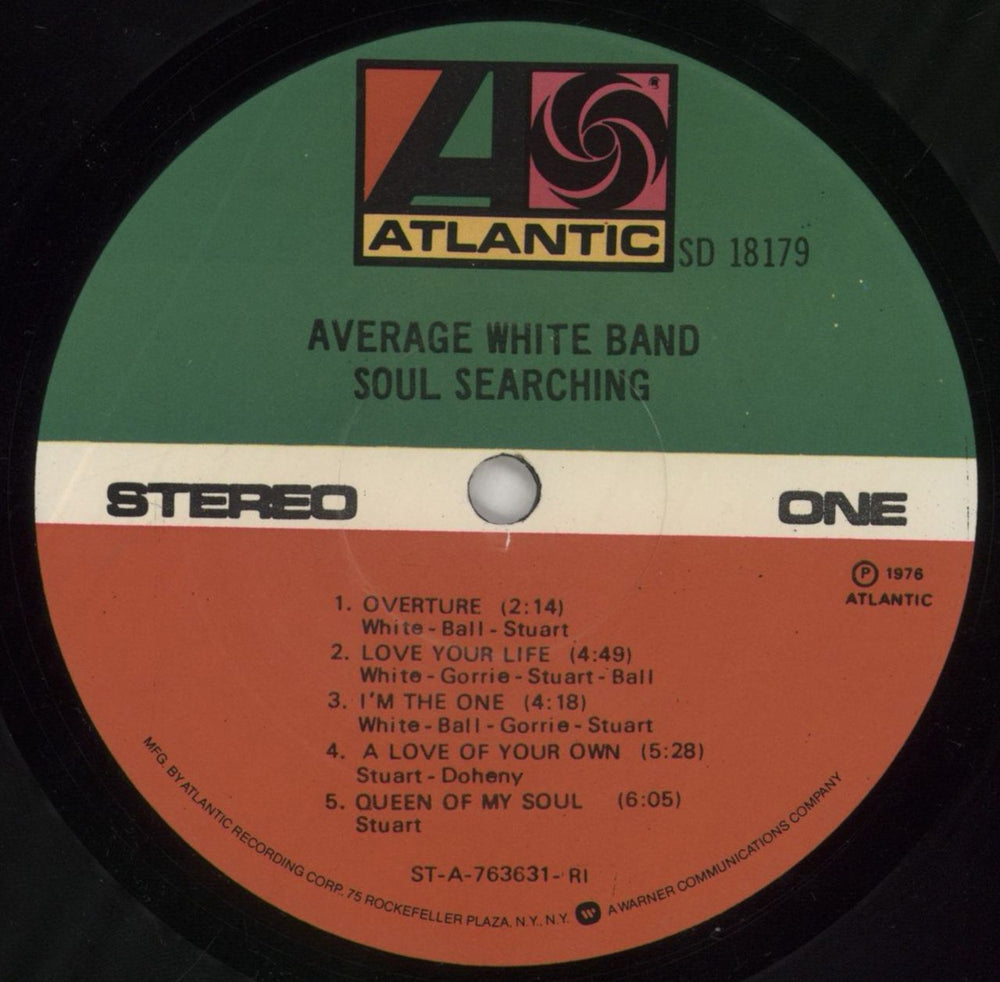 ATLANTIC
SD 18179
AVERAGE WHITE BAND
SOUL SEARCHING
STEREO
ONE
Ⓟ 1976
ATLANTIC
1. OVERTURE (2:14)
White-Ball-Stuart
2. LOVE YOUR LIFE (4:49)
White-Gorrie-Stuart-Ball
3. I'M THE ONE (4:18)
White-Ball-Gorrie-Stuart
4. A LOVE OF YOUR OWN (5:28)
Stuart-Doheny
5. QUEEN OF MY SOUL (6:05)
Stuart
ST-A-763631-RI
MFG. BY ATLANTIC RECORDING CORP. 75 ROCKEFELLER PLAZA, N.Y., N.Y. A WARNER COMMUNICATIONS COMPANY